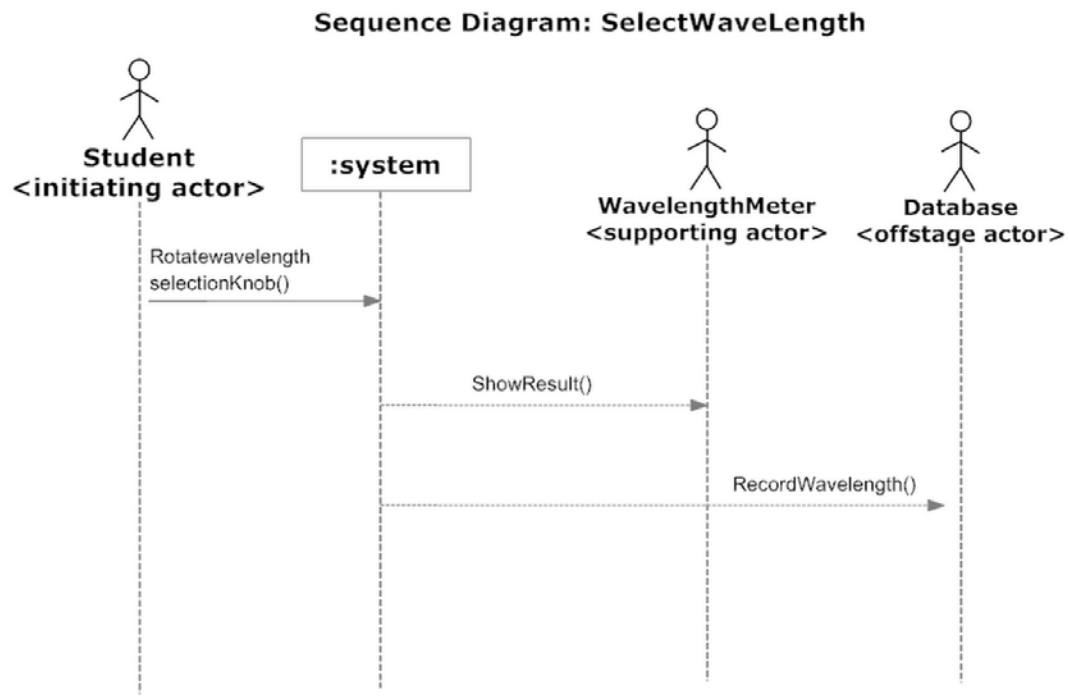 Sequence Diagram: SelectWaveLength
Student
<initiating actor>
:system
WavelengthMeter
<supporting actor>
Database
<offstage actor>
Rotatewavelength
selectionKnob()
ShowResult()
RecordWavelength()